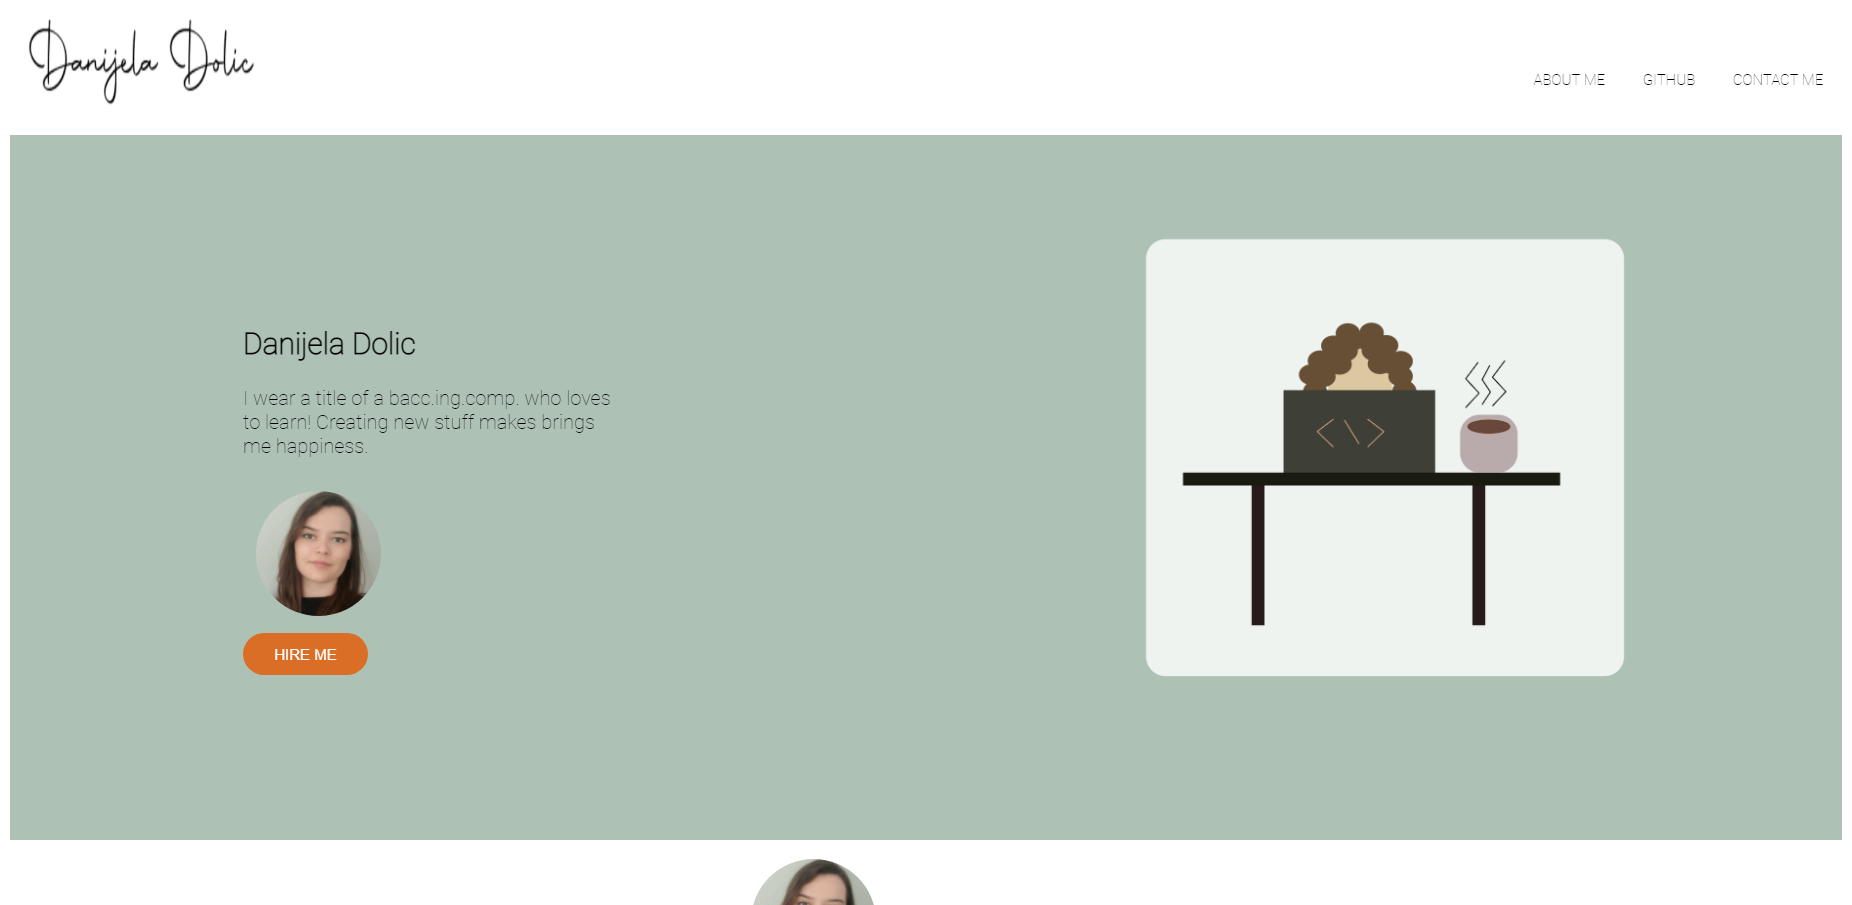 Danijela Dolic
ABOUT ME GITHUB CONTACT ME
Danijela Dolic
I wear a title of a bacc.ing.comp. who loves
to learn! Creating new stuff makes brings
me happiness.
HIRE ME
<\>